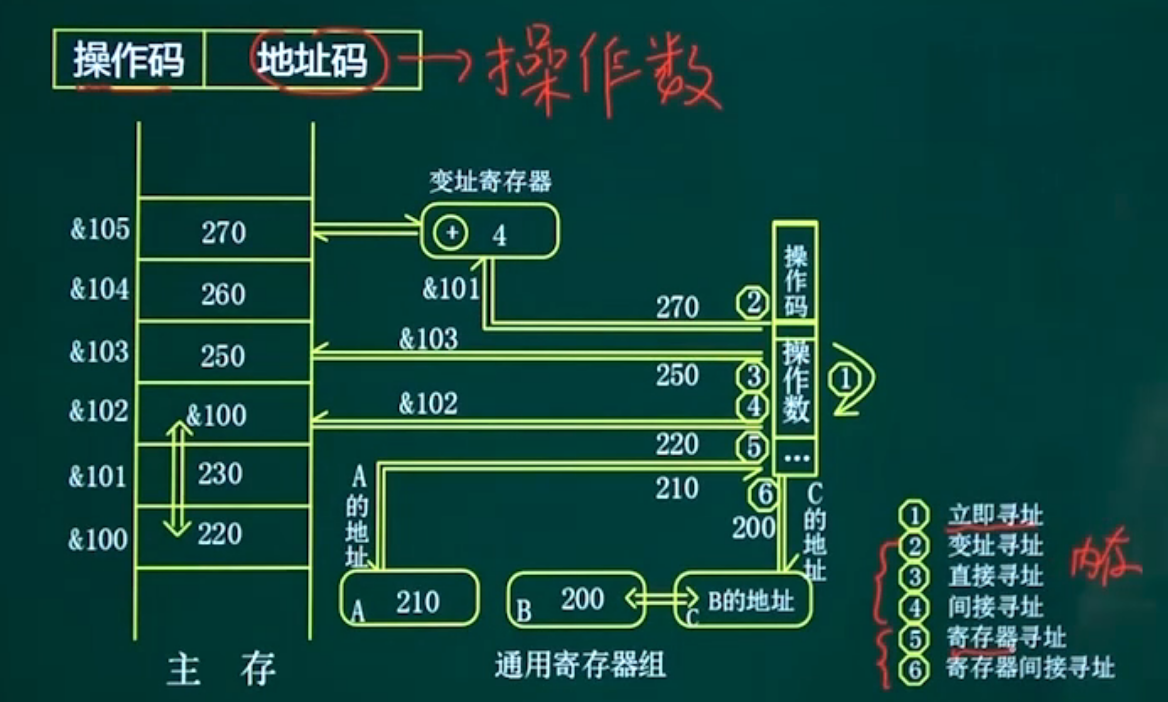 操作码 地址码 → 操作数
变址寄存器
&105 270 + 4
&104 260 &101 270 ②
操作码
&103 250 &103 250 ③
操作数 ①
&102 &100 &102 ④
220 ⑤ …
&101 230 210 ⑥
A的地址 200 C的地址
&100 220
A 210 B 200 C B的地址
主 存 通用寄存器组
① 立即寻址
② 变址寻址 内存
③ 直接寻址
④ 间接寻址
⑤ 寄存器寻址
⑥ 寄存器间接寻址